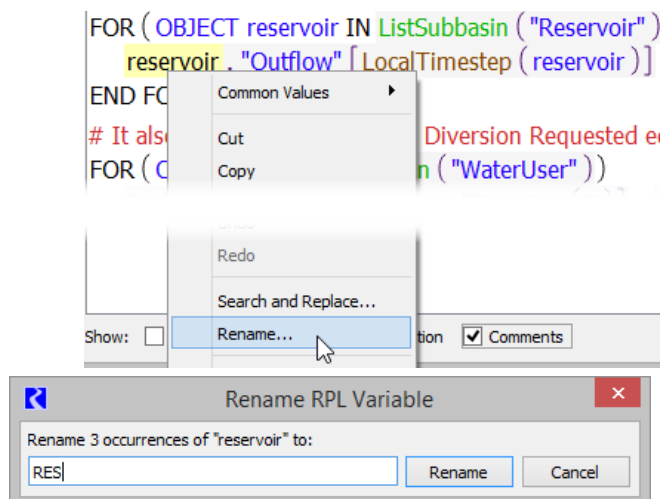 FOR ( OBJECT reservoir IN ListSubbasin ( "Reservoir" )
reservoir . "Outflow" [ LocalTimestep ( reservoir ) ]
END FO
Common Values
# It als
Cut
Diversion Requested e
FOR ( O
Copy
n ( "WaterUser" ) )
Redo
Search and Replace...
Show:
Rename...
tion
Comments
Rename RPL Variable
Rename 3 occurrences of "reservoir" to:
RES
Rename
Cancel